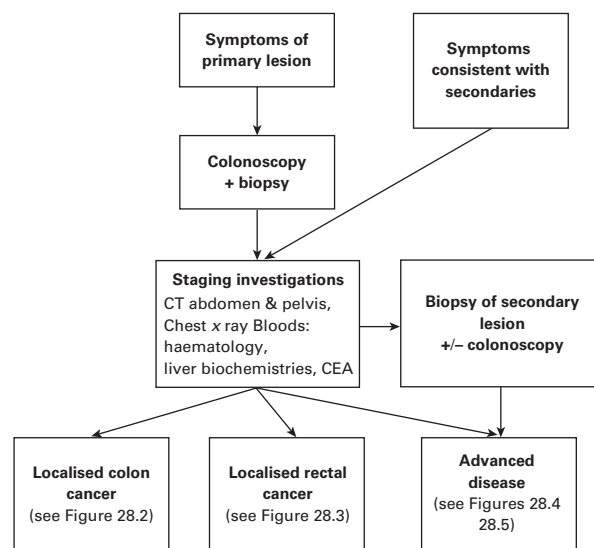 Symptoms of
primary lesion
Symptoms
consistent with
secondaries
Colonoscopy
+ biopsy
Staging investigations
CT abdomen & pelvis,
Chest x ray Bloods:
haematology,
liver biochemistries, CEA
Biopsy of secondary
lesion
+/– colonoscopy
Localised colon
cancer
(see Figure 28.2)
Localised rectal
cancer
(see Figure 28.3)
Advanced
disease
(see Figures 28.4
28.5)